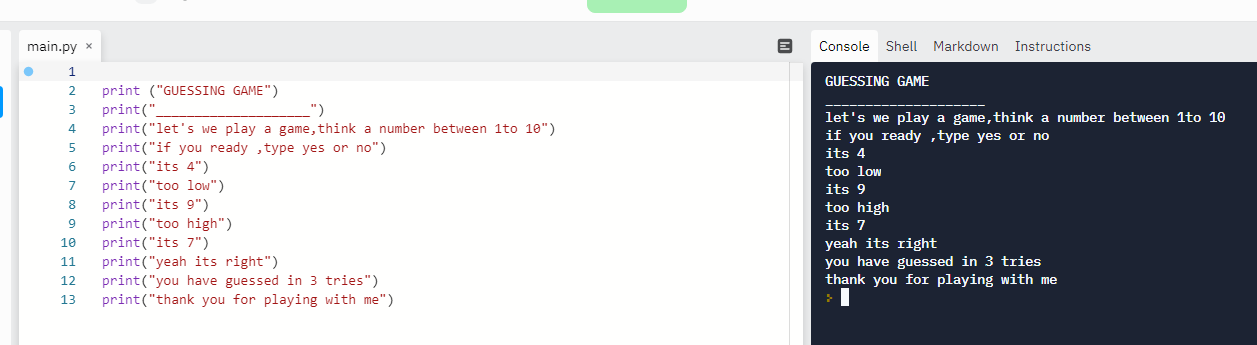 main.py ×
1
2 print ("GUESSING GAME")
3 print("____________________")
4 print("let's we play a game,think a number between 1to 10")
5 print("if you ready ,type yes or no")
6 print("its 4")
7 print("too low")
8 print("its 9")
9 print("too high")
10 print("its 7")
11 print("yeah its right")
12 print("you have guessed in 3 tries")
13 print("thank you for playing with me")
Console Shell Markdown Instructions
GUESSING GAME
____________________
let's we play a game,think a number between 1to 10
if you ready ,type yes or no
its 4
too low
its 9
too high
its 7
yeah its right
you have guessed in 3 tries
thank you for playing with me
>